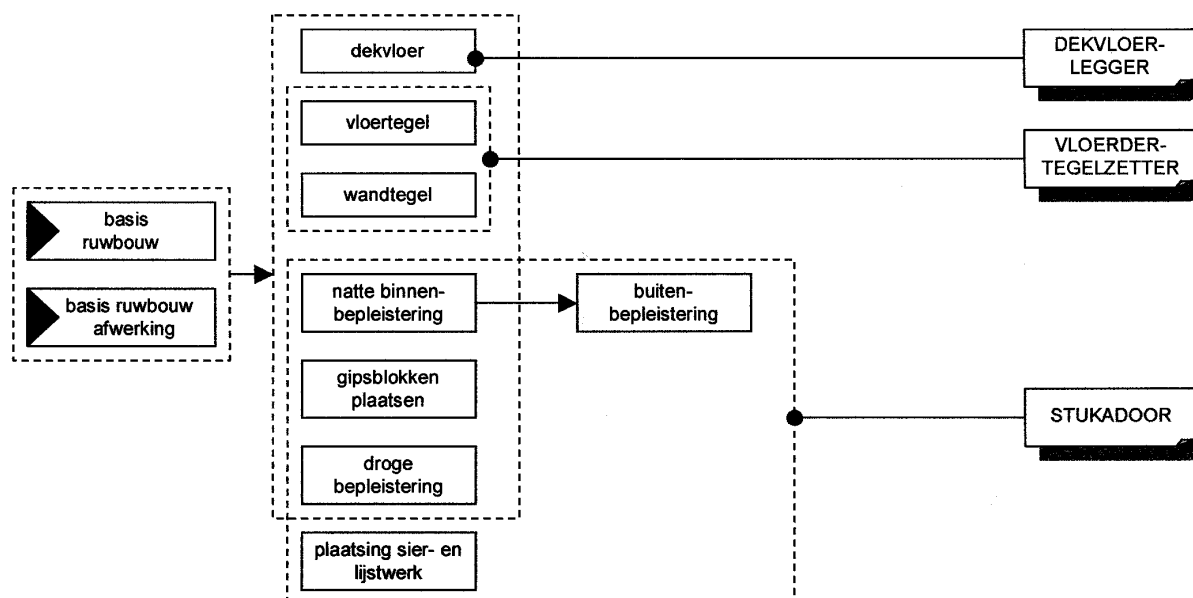 dekvloer
DEKVLOER-
LEGGER
vloertegel
VLOERDER-
TEGELZETTER
wandtegel
basis
ruwbouw
basis ruwbouw
afwerking
natte binnen-
bepleistering
buiten-
bepleistering
gipsblokken
plaatsen
STUKADOOR
droge
bepleistering
plaatsing sier- en
lijstwerk